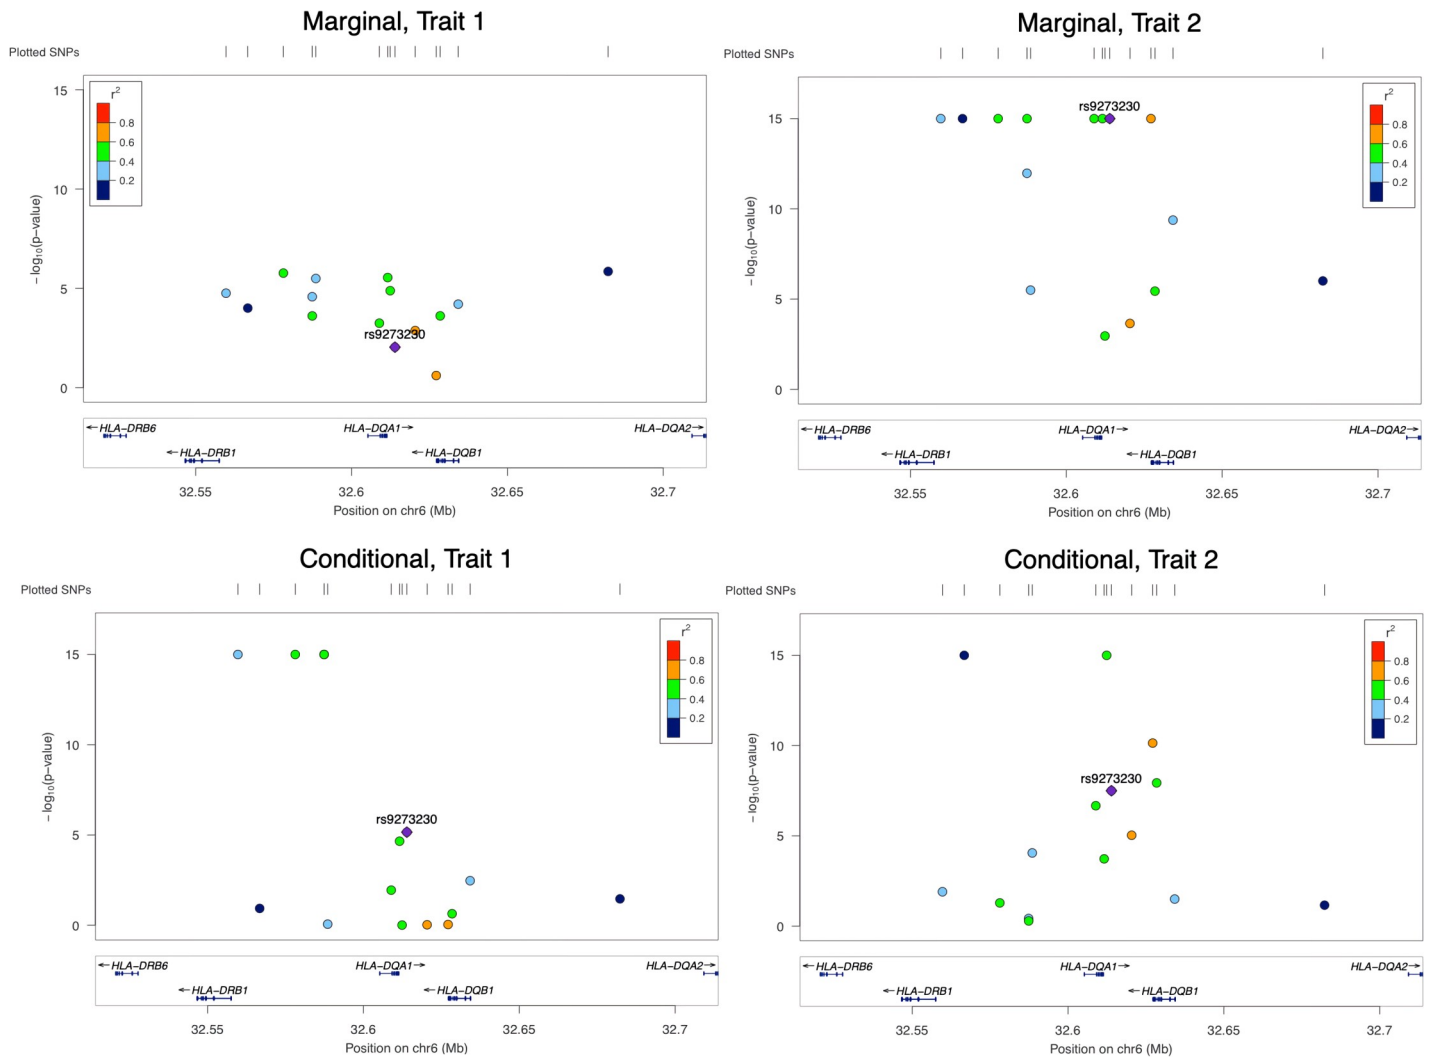 Marginal, Trait 1
Plotted SNPs
r²
0.8
0.6
0.4
0.2
15
10
5
0
− log₁₀(p−value)
rs9273230
←HLA−DRB6
←HLA−DRB1
HLA−DQA1→
←HLA−DQB1
HLA−DQA2→
32.55 32.6 32.65 32.7
Position on chr6 (Mb)
Marginal, Trait 2
Plotted SNPs
r²
0.8
0.6
0.4
0.2
15
10
5
0
− log₁₀(p−value)
rs9273230
←HLA−DRB6
←HLA−DRB1
HLA−DQA1→
←HLA−DQB1
HLA−DQA2→
32.55 32.6 32.65 32.7
Position on chr6 (Mb)
Conditional, Trait 1
Plotted SNPs
r²
0.8
0.6
0.4
0.2
15
10
5
0
− log₁₀(p−value)
rs9273230
←HLA−DRB6
←HLA−DRB1
HLA−DQA1→
←HLA−DQB1
HLA−DQA2→
32.55 32.6 32.65 32.7
Position on chr6 (Mb)
Conditional, Trait 2
Plotted SNPs
r²
0.8
0.6
0.4
0.2
15
10
5
0
− log₁₀(p−value)
rs9273230
←HLA−DRB6
←HLA−DRB1
HLA−DQA1→
←HLA−DQB1
HLA−DQA2→
32.55 32.6 32.65 32.7
Position on chr6 (Mb)